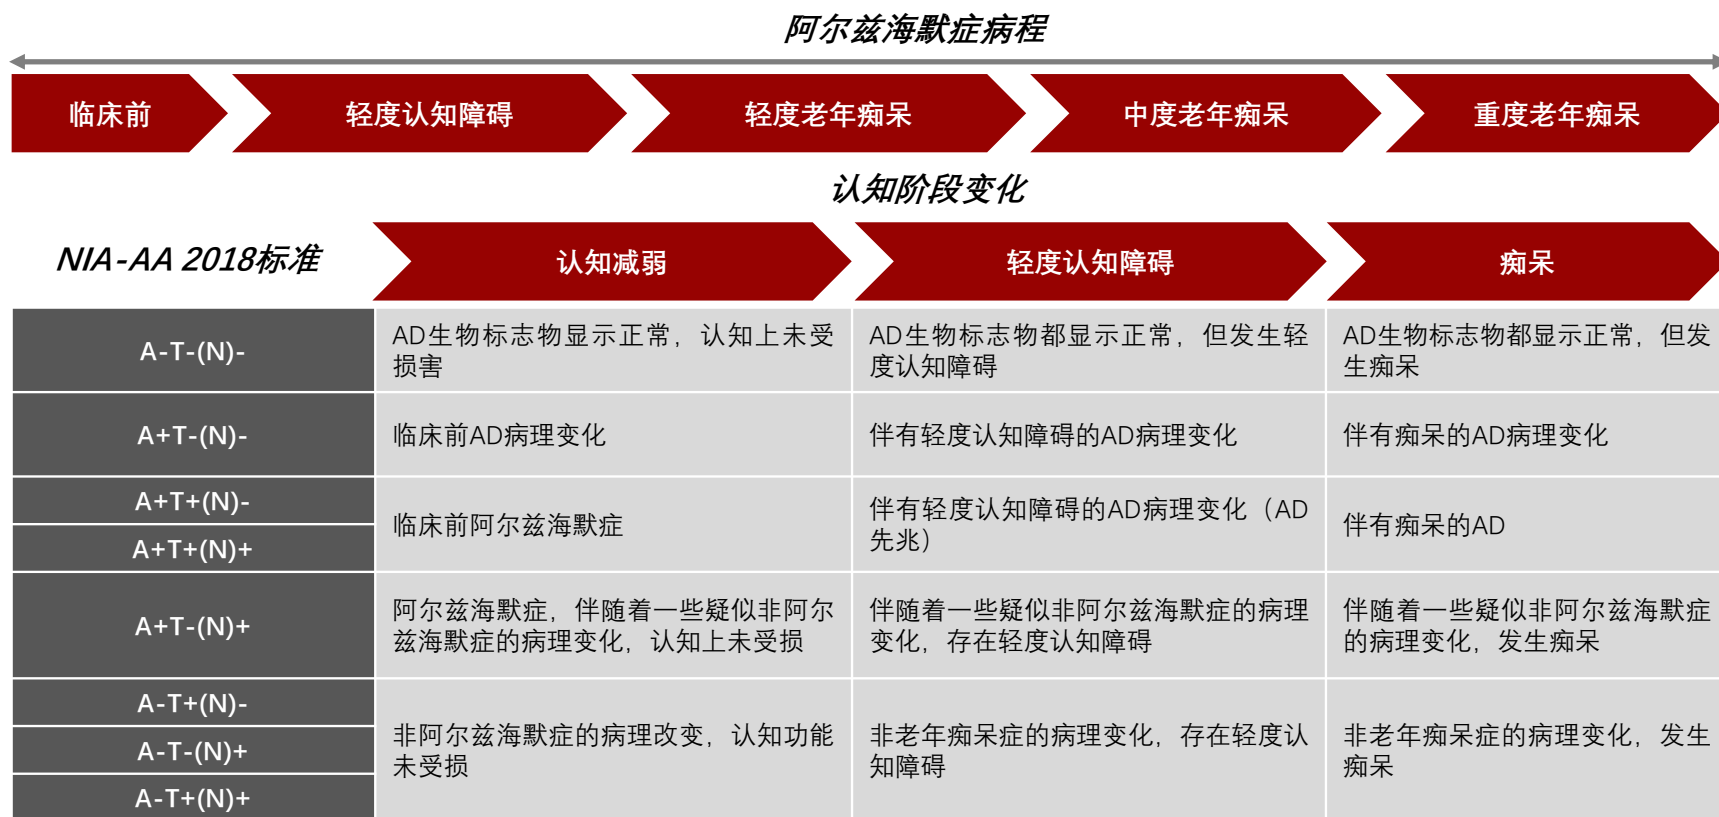 阿尔兹海默症病程
临床前
轻度认知障碍
轻度老年痴呆
中度老年痴呆
重度老年痴呆
认知阶段变化
NIA-AA 2018标准
认知减弱
轻度认知障碍
痴呆
A-T-(N)-
AD生物标志物显示正常，认知上未受
损害
AD生物标志物都显示正常，但发生轻
度认知障碍
AD生物标志物都显示正常，但发
生痴呆
A+T-(N)-
临床前AD病理变化
伴有轻度认知障碍的AD病理变化
伴有痴呆的AD病理变化
A+T+(N)-
A+T+(N)+
临床前阿尔兹海默症
伴有轻度认知障碍的AD病理变化（AD
先兆）
伴有痴呆的AD
A+T-(N)+
阿尔兹海默症，伴随着一些疑似非阿尔
兹海默症的病理变化，认知上未受损
伴随着一些疑似非阿尔兹海默症的病理
变化，存在轻度认知障碍
伴随着一些疑似非阿尔兹海默症
的病理变化，发生痴呆
A-T+(N)-
A-T-(N)+
A-T+(N)+
非阿尔兹海默症的病理改变，认知功能
未受损
非老年痴呆症的病理变化，存在轻度认
知障碍
非老年痴呆症的病理变化，发生
痴呆